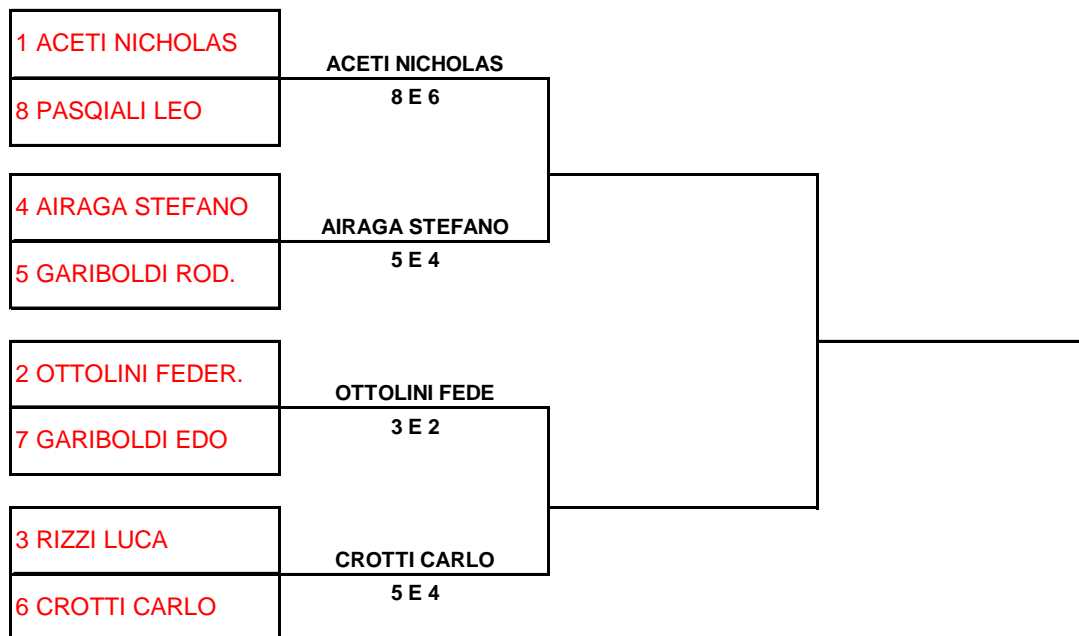 1 ACETI NICHOLAS
ACETI NICHOLAS
8 E 6
8 PASQIALI LEO
4 AIRAGA STEFANO
AIRAGA STEFANO
5 E 4
5 GARIBOLDI ROD.
2 OTTOLINI FEDER.
OTTOLINI FEDE
3 E 2
7 GARIBOLDI EDO
3 RIZZI LUCA
CROTTI CARLO
5 E 4
6 CROTTI CARLO